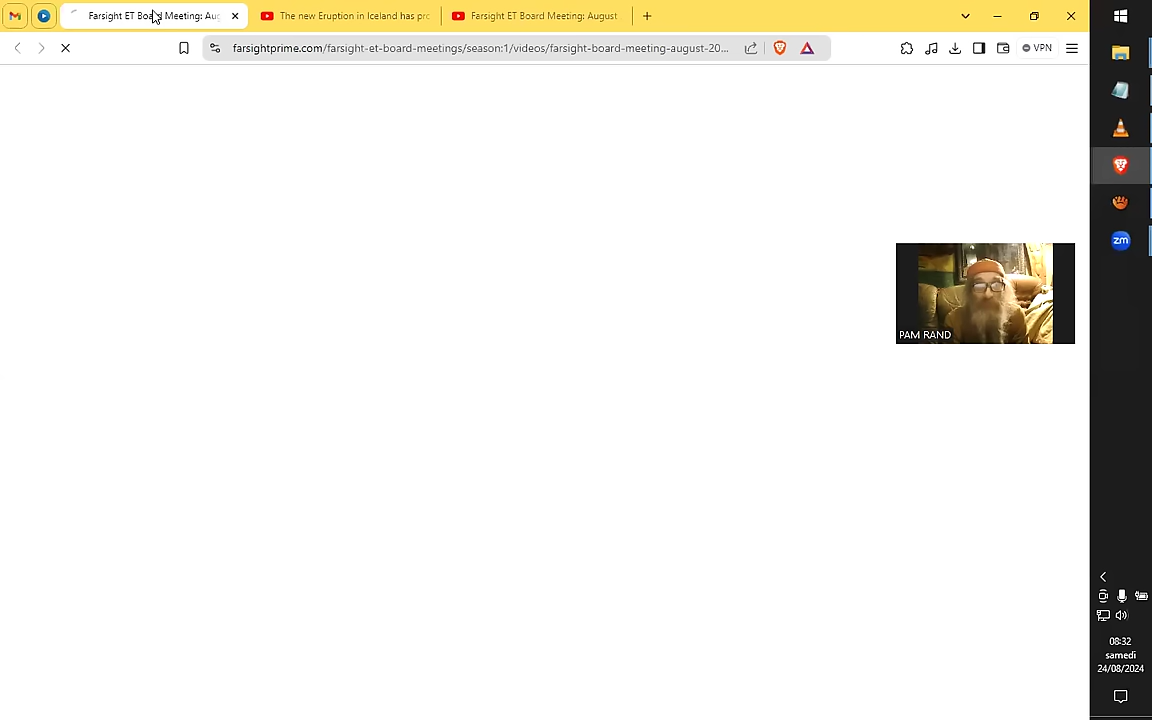 Farsight ET Board Meeting: Aug
The new Eruption in Iceland has pro
Farsight ET Board Meeting: August
farsightprime.com/farsight-et-board-meetings/season:1/videos/farsight-board-meeting-august-20...
VPN
PAM RAND
zm
08:32
samedi
24/08/2024